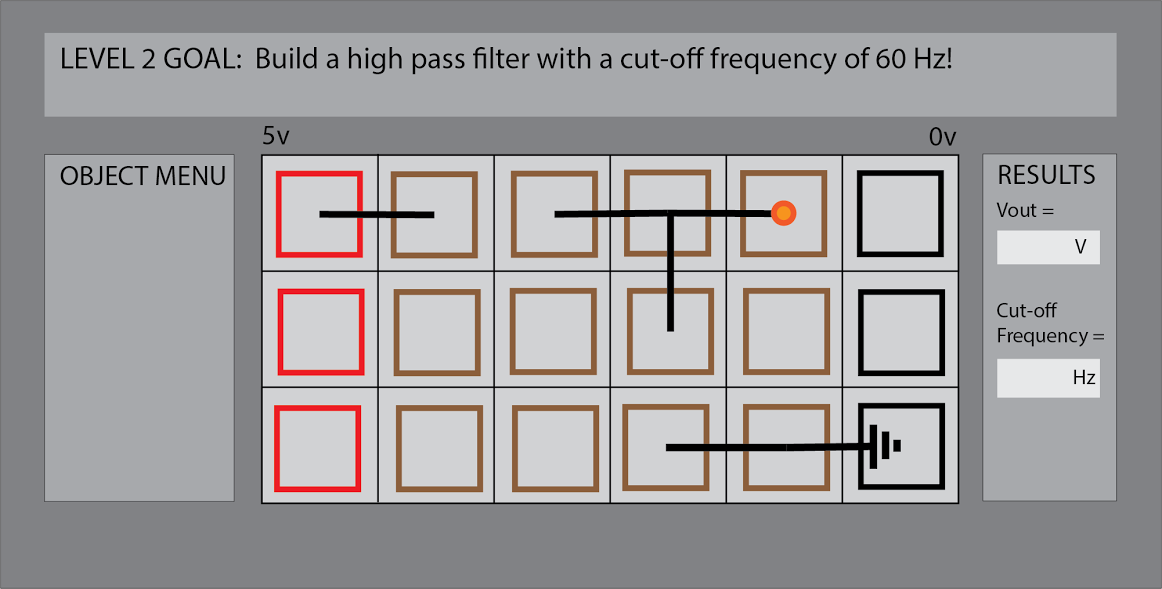 LEVEL 2 GOAL:  Build a high pass filter with a cut-off frequency of 60 Hz!
5v
0v
OBJECT MENU
RESULTS
Vout =
V
Cut-off
Frequency =
Hz